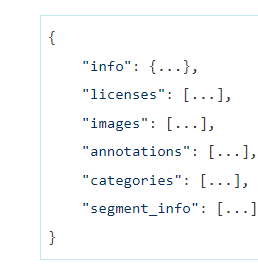 {
"info": {...},
"licenses": [...],
"images": [...],
"annotations": [...],
"categories": [...],
"segment_info": [...]
}